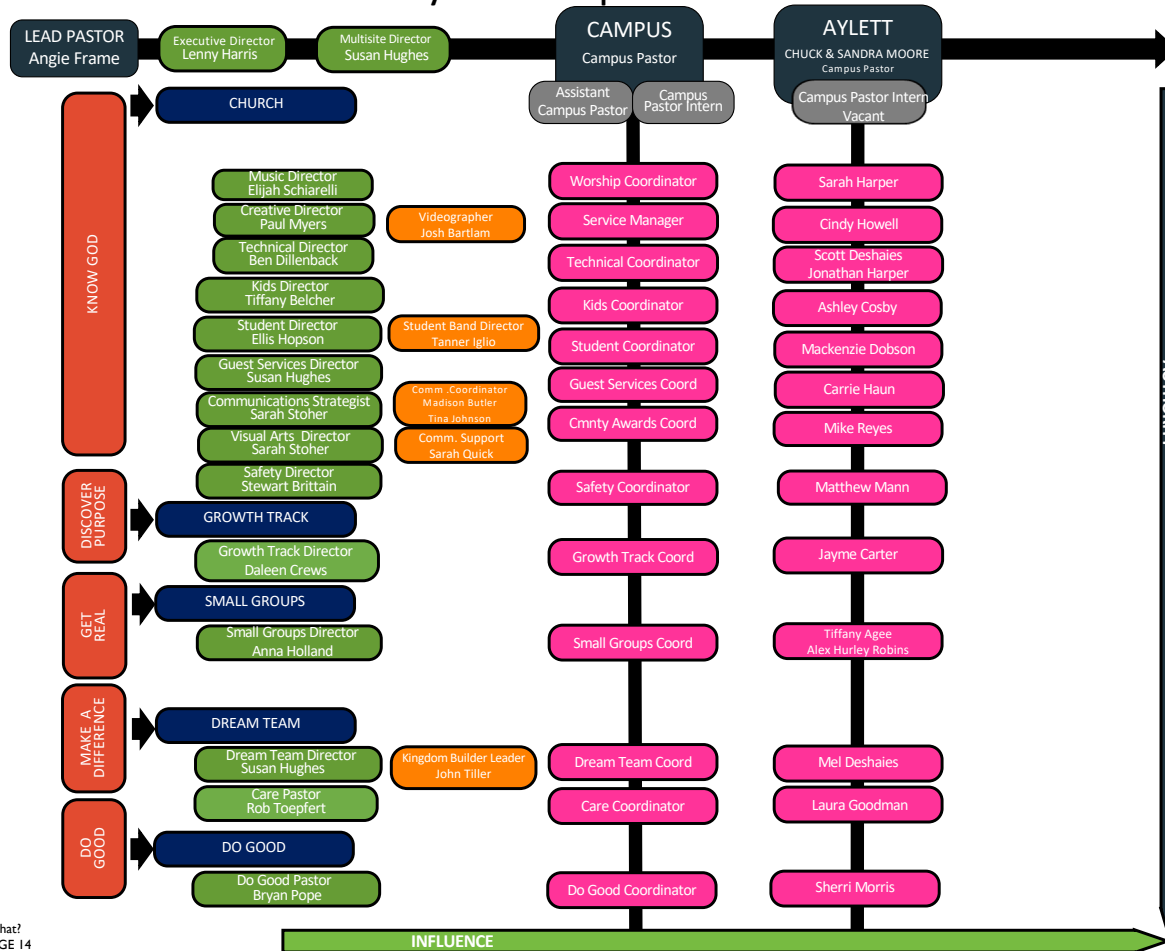 LEAD PASTOR
Angie Frame
Executive Director
Lenny Harris
Multisite Director
Susan Hughes
CAMPUS
Campus Pastor
Assistant
Campus Pastor
Campus
Pastor Intern
AYLETT
CHUCK & SANDRA MOORE
Campus Pastor
Campus Pastor Intern
Vacant
KNOW GOD
CHURCH
Music Director
Elijah Schiarelli
Worship Coordinator
Sarah Harper
Creative Director
Paul Myers
Videographer
Josh Bartlam
Service Manager
Cindy Howell
Technical Director
Ben Dillenback
Technical Coordinator
Scott Deshaies
Jonathan Harper
Kids Director
Tiffany Belcher
Kids Coordinator
Ashley Cosby
Student Director
Ellis Hopson
Student Band Director
Tanner Iglio
Student Coordinator
Mackenzie Dobson
Guest Services Director
Susan Hughes
Guest Services Coord
Carrie Haun
Communications Strategist
Sarah Stoher
Comm .Coordinator
Madison Butler
Tina Johnson
Cmnty Awards Coord
Mike Reyes
Visual Arts Director
Sarah Stoher
Comm. Support
Sarah Quick
Safety Director
Stewart Brittain
Safety Coordinator
Matthew Mann
DISCOVER
PURPOSE
GROWTH TRACK
Growth Track Director
Daleen Crews
Growth Track Coord
Jayme Carter
GET
REAL
SMALL GROUPS
Small Groups Director
Anna Holland
Small Groups Coord
Tiffany Agee
Alex Hurley Robins
MAKE A
DIFFERENCE
DREAM TEAM
Dream Team Director
Susan Hughes
Kingdom Builder Leader
John Tiller
Dream Team Coord
Mel Deshaies
Care Pastor
Rob Toepfert
Care Coordinator
Laura Goodman
DO
GOOD
DO GOOD
Do Good Pastor
Bryan Pope
Do Good Coordinator
Sherri Morris
hat?
GE 14
INFLUENCE